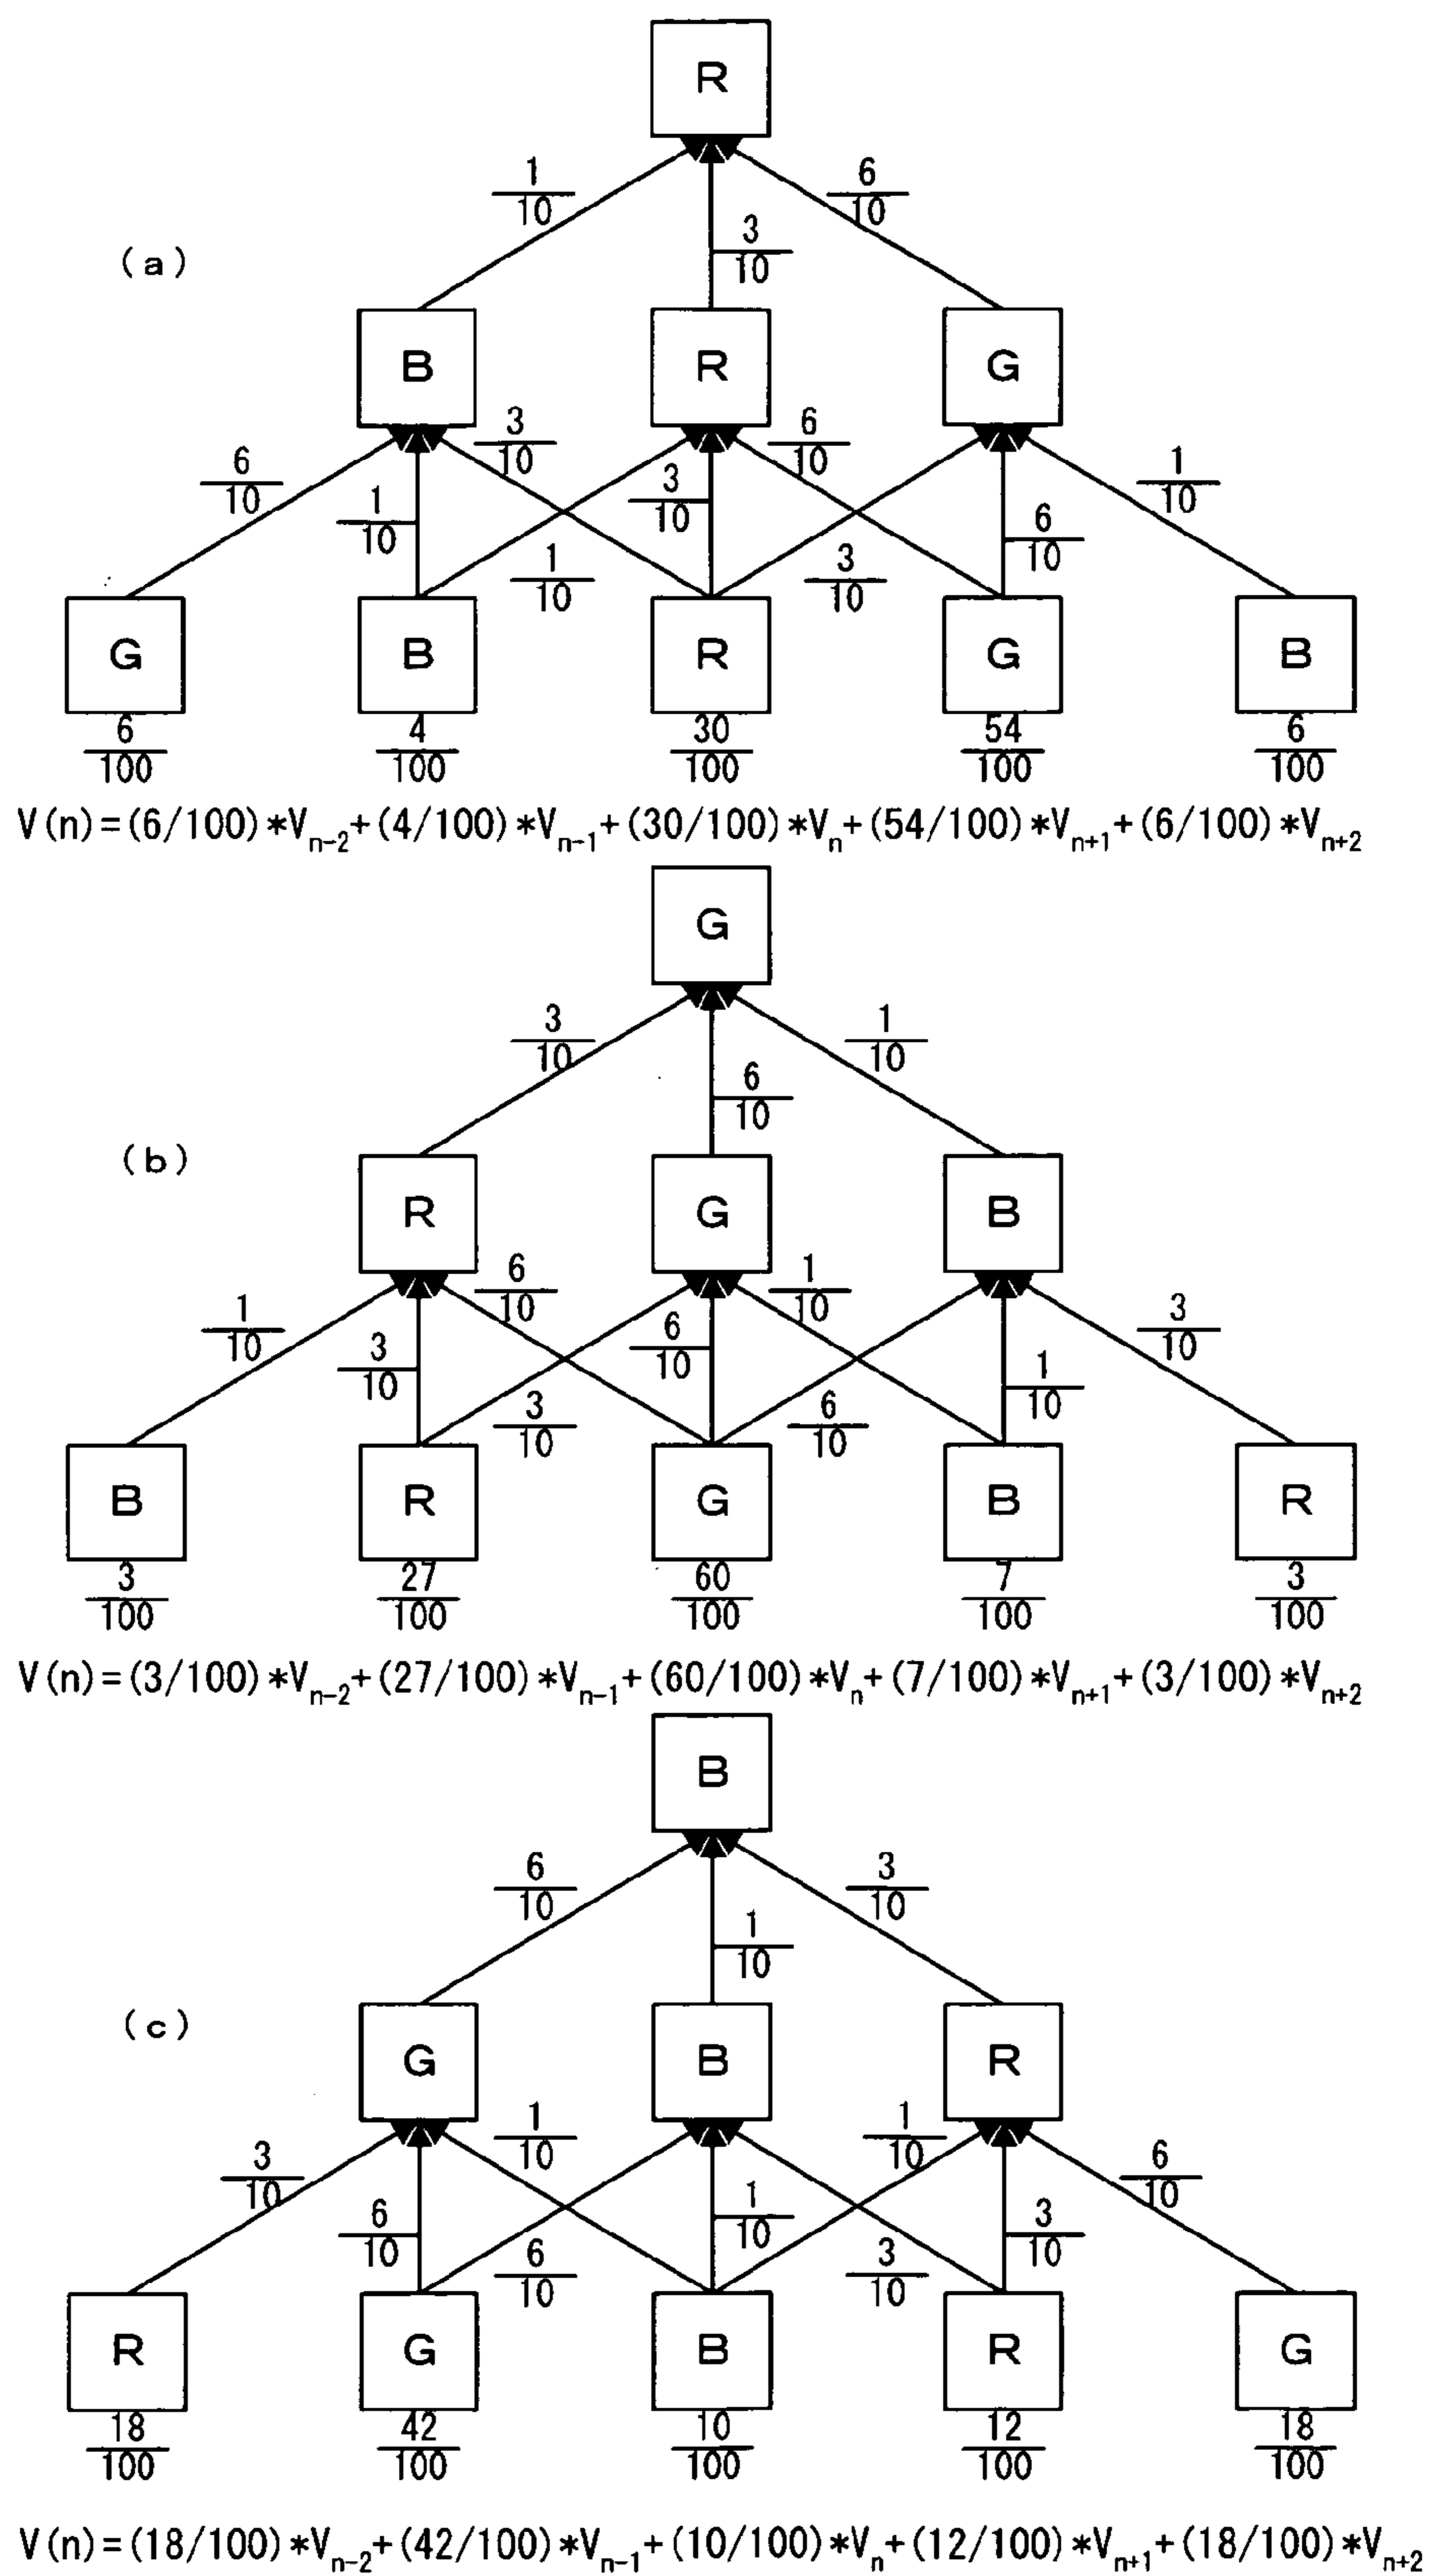 R
1/10 6/10
3/10
(a)
B R G
6/10 1/10 3/10 3/10 6/10 6/10 1/10
1/10 3/10
G B R G B
6/100 4/100 30/100 54/100 6/100
V(n)=(6/100)*Vn-2+(4/100)*Vn-1+(30/100)*Vn+(54/100)*Vn+1+(6/100)*Vn+2
G
3/10 1/10
6/10
(b)
R G B
1/10 3/10 6/10 6/10 1/10 1/10 3/10
3/10 6/10
B R G B R
3/100 27/100 60/100 7/100 3/100
V(n)=(3/100)*Vn-2+(27/100)*Vn-1+(60/100)*Vn+(7/100)*Vn+1+(3/100)*Vn+2
B
6/10 3/10
1/10
(c)
G B R
3/10 6/10 1/10 1/10 1/10 3/10 6/10
6/10 3/10
R G B R G
18/100 42/100 10/100 12/100 18/100
V(n)=(18/100)*Vn-2+(42/100)*Vn-1+(10/100)*Vn+(12/100)*Vn+1+(18/100)*Vn+2